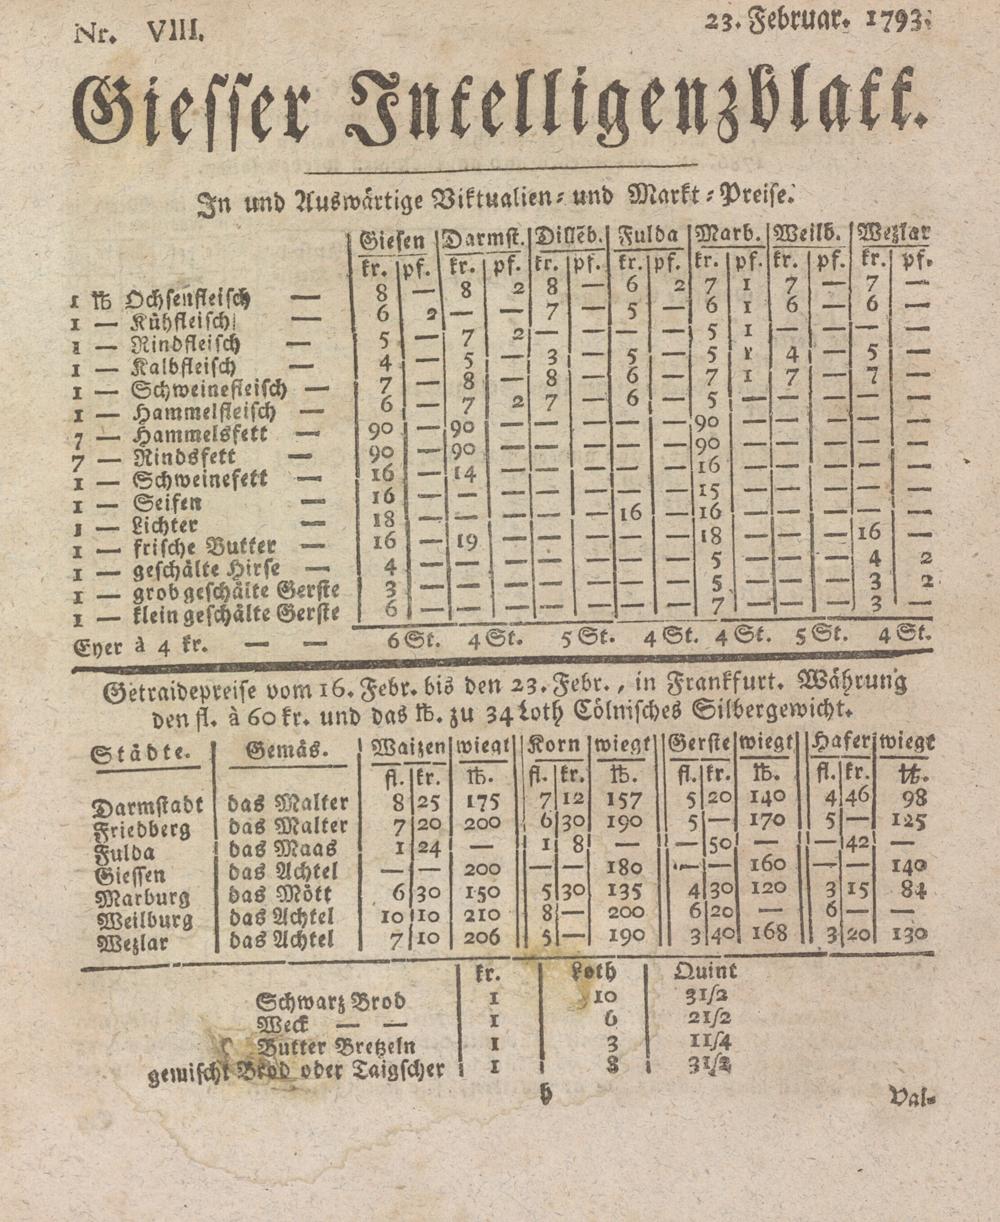 Nr. VIII. 23. Februar. 1793.
Giesser Intelligenzblatt.
In und Auswärtige Viktualien- und Markt-Preise.
Giesen Darmst. Dilleb. Fulda Marb. Weilb. Wezlar
kr. pf. kr. pf. kr. pf. kr. pf. kr. pf. kr. pf. kr. pf.
1 ℔ Ochsenfleisch — 8 — 8 2 8 — 6 2 7 1 7 — 7 —
1 — Kühfleisch — 6 2 — — 7 — 5 — 6 1 6 — 6 —
1 — Rindfleisch — 5 — 7 2 — — — — 5 1 — — — —
1 — Kalbfleisch — 4 — 5 — 3 — 5 — 5 1 4 — 5 —
1 — Schweinefleisch — 7 — 8 — 8 — 6 — 7 1 7 — 7 —
1 — Hammelfleisch — 6 — 7 2 7 — 6 — 5 — — — — —
7 — Hammelsfett — 90 — 90 — — — — — 90 — — — — —
7 — Rindsfett — 90 — 90 — — — — — 90 — — — — —
1 — Schweinefett — 16 — 14 — — — — — 16 — — — — —
1 — Seifen — 16 — — — — — — — 15 — — — — —
1 — Lichter — 18 — — — — — 16 — 16 — — — — —
1 — frische Butter — 16 — 19 — — — — — 18 — — — 16 —
1 — geschälte Hirse — 4 — — — — — — — 5 — — — 4 2
1 — grob geschälte Gerste 3 — — — — — — — 5 — — — 3 2
1 — klein geschälte Gerste 6 — — — — — — — 7 — — — 3 —
Eyer à 4 kr. — — 6 St. 4 St. 5 St. 4 St. 4 St. 5 St. 4 St.
Getraidepreise vom 16. Febr. bis den 23. Febr., in Frankfurt. Währung
den fl. à 60 kr. und das ℔. zu 34 Loth Cölnisches Silbergewicht.
Städte. Gemäs. Waizen wiegt Korn wiegt Gerste wiegt Hafer wiegt
fl. kr. ℔. fl. kr. ℔. fl. kr. ℔. fl. kr. ℔.
Darmstadt das Malter 8 25 175 7 12 157 5 20 140 4 46 98
Friedberg das Malter 7 20 200 6 30 190 5 — 170 5 — 125
Fulda das Maas 1 24 — 1 8 — — 50 — — 42 —
Giessen das Achtel — — 200 — — 180 — — 160 — — 140
Marburg das Mött 6 30 150 5 30 135 4 30 120 3 15 84
Weilburg das Achtel 10 10 210 8 — 200 6 20 — 6 — —
Wezlar das Achtel 7 10 206 5 — 190 3 40 168 3 20 130
kr. Loth Quint
Schwarz Brod 1 10 3 1/2
Weck — — 1 6 2 1/2
Butter Bretzeln 1 3 1 1/4
gemischt Brod oder Taigscher 1 8 3 1/2
h Val-